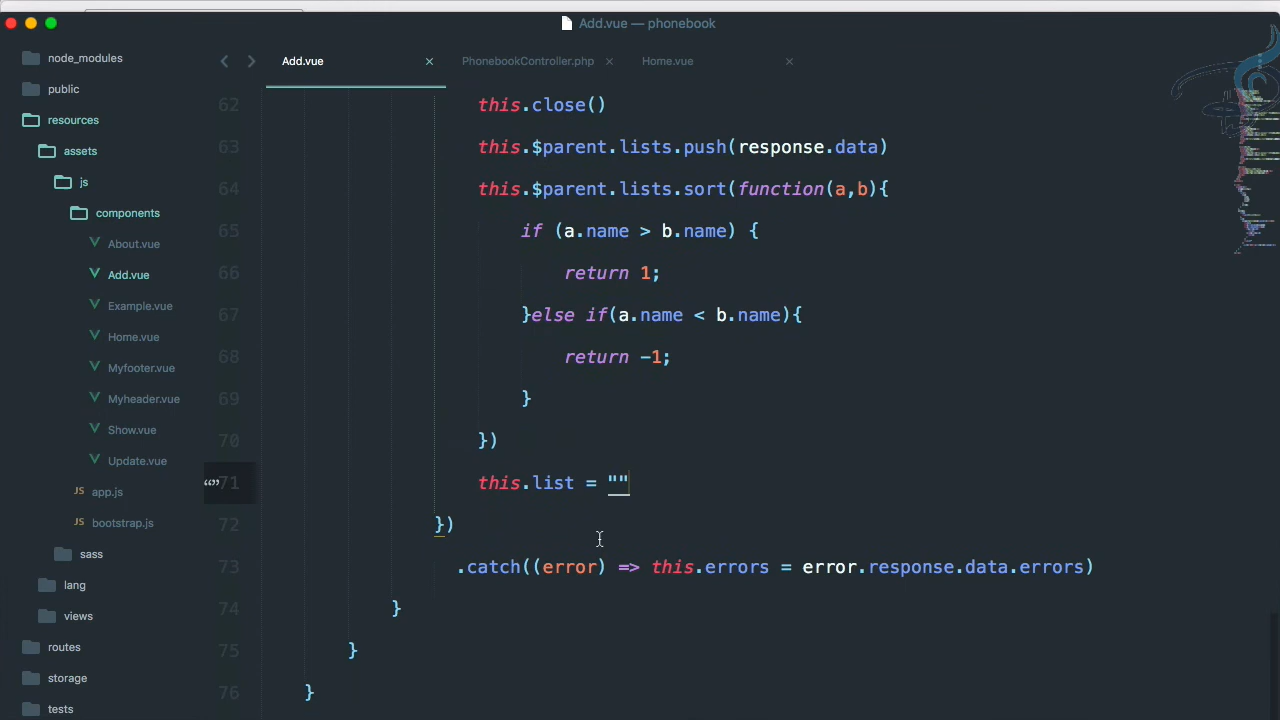 Add.vue — phonebook
node_modules
public
resources
assets
js
components
About.vue
Add.vue
Example.vue
Home.vue
Myfooter.vue
Myheader.vue
Show.vue
Update.vue
JS app.js
JS bootstrap.js
sass
lang
views
routes
storage
tests
Add.vue × PhonebookController.php × Home.vue ×
62 this.close()
63 this.$parent.lists.push(response.data)
64 this.$parent.lists.sort(function(a,b){
65 if (a.name > b.name) {
66 return 1;
67 }else if(a.name < b.name){
68 return -1;
69 }
70 })
71 this.list = ""
72 })
73 .catch((error) => this.errors = error.response.data.errors)
74 }
75 }
76 }